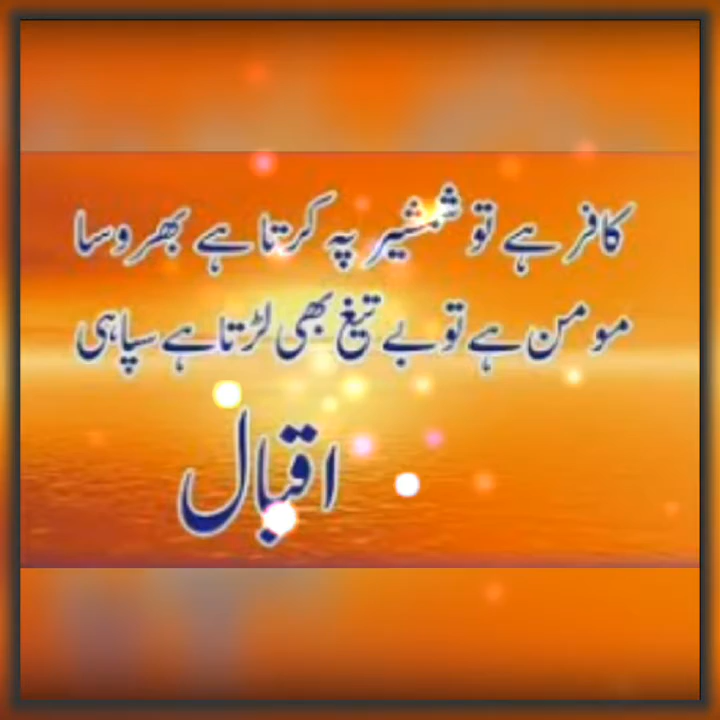 کافر ہے تو شمشیر پہ کرتا ہے بھروسا
مومن ہے تو بے تیغ بھی لڑتا ہے سپاہی
اقبال